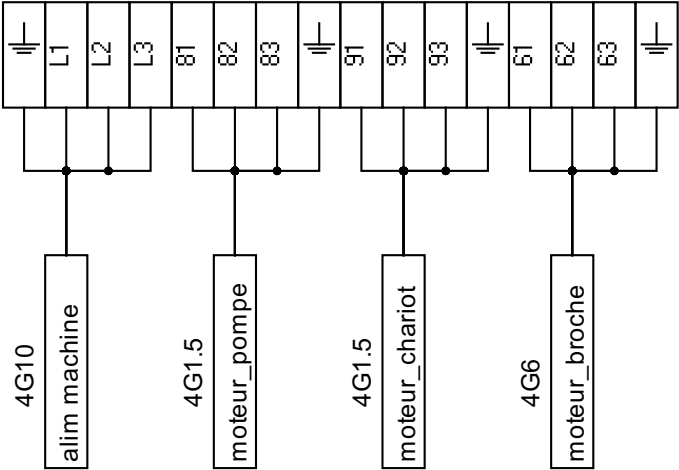 L1
L2
L3
81
82
83
91
92
93
61
62
63
4G10
alim machine
4G1.5
moteur_pompe
4G1.5
moteur_chariot
4G6
moteur_broche